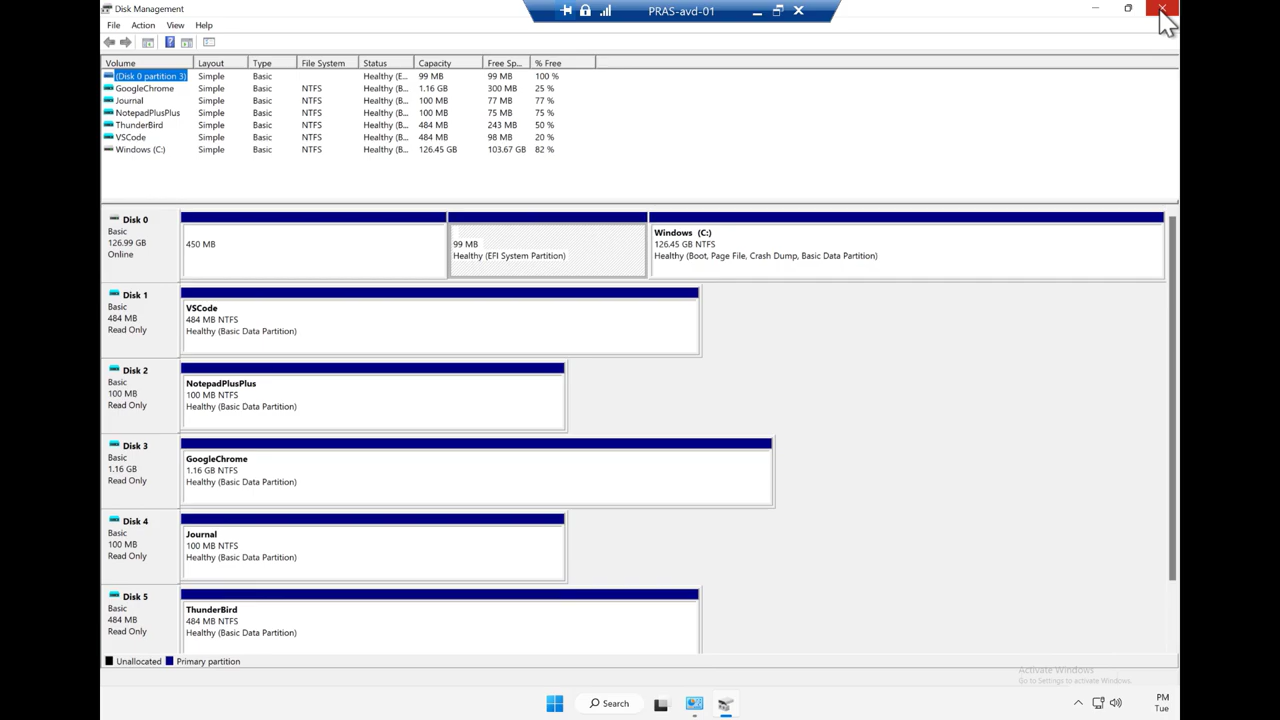 Disk Management
PRAS-avd-01
File Action View Help
Volume Layout Type File System Status Capacity Free Sp... % Free
(Disk 0 partition 3) Simple Basic Healthy (E... 99 MB 99 MB 100 %
GoogleChrome Simple Basic NTFS Healthy (B... 1.16 GB 300 MB 25 %
Journal Simple Basic NTFS Healthy (B... 100 MB 77 MB 77 %
NotepadPlusPlus Simple Basic NTFS Healthy (B... 100 MB 75 MB 75 %
ThunderBird Simple Basic NTFS Healthy (B... 484 MB 243 MB 50 %
VSCode Simple Basic NTFS Healthy (B... 484 MB 98 MB 20 %
Windows (C:) Simple Basic NTFS Healthy (B... 126.45 GB 103.67 GB 82 %
Disk 0
Basic
126.99 GB
Online
450 MB
99 MB
Healthy (EFI System Partition)
Windows (C:)
126.45 GB NTFS
Healthy (Boot, Page File, Crash Dump, Basic Data Partition)
Disk 1
Basic
484 MB
Read Only
VSCode
484 MB NTFS
Healthy (Basic Data Partition)
Disk 2
Basic
100 MB
Read Only
NotepadPlusPlus
100 MB NTFS
Healthy (Basic Data Partition)
Disk 3
Basic
1.16 GB
Read Only
GoogleChrome
1.16 GB NTFS
Healthy (Basic Data Partition)
Disk 4
Basic
100 MB
Read Only
Journal
100 MB NTFS
Healthy (Basic Data Partition)
Disk 5
Basic
484 MB
Read Only
ThunderBird
484 MB NTFS
Healthy (Basic Data Partition)
Unallocated Primary partition
Activate Windows
Go to Settings to activate Windows.
Search
PM
Tue